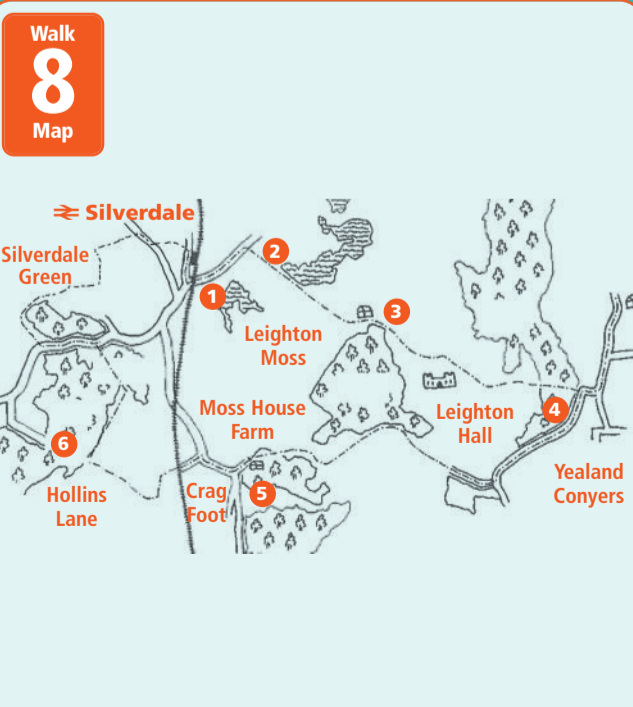 Walk
8
Map
Silverdale
Silverdale
Green
2
1
3
Leighton
Moss
Moss House
Farm
Leighton
Hall
4
6
Yealand
Conyers
Hollins
Lane
Crag
Foot
5